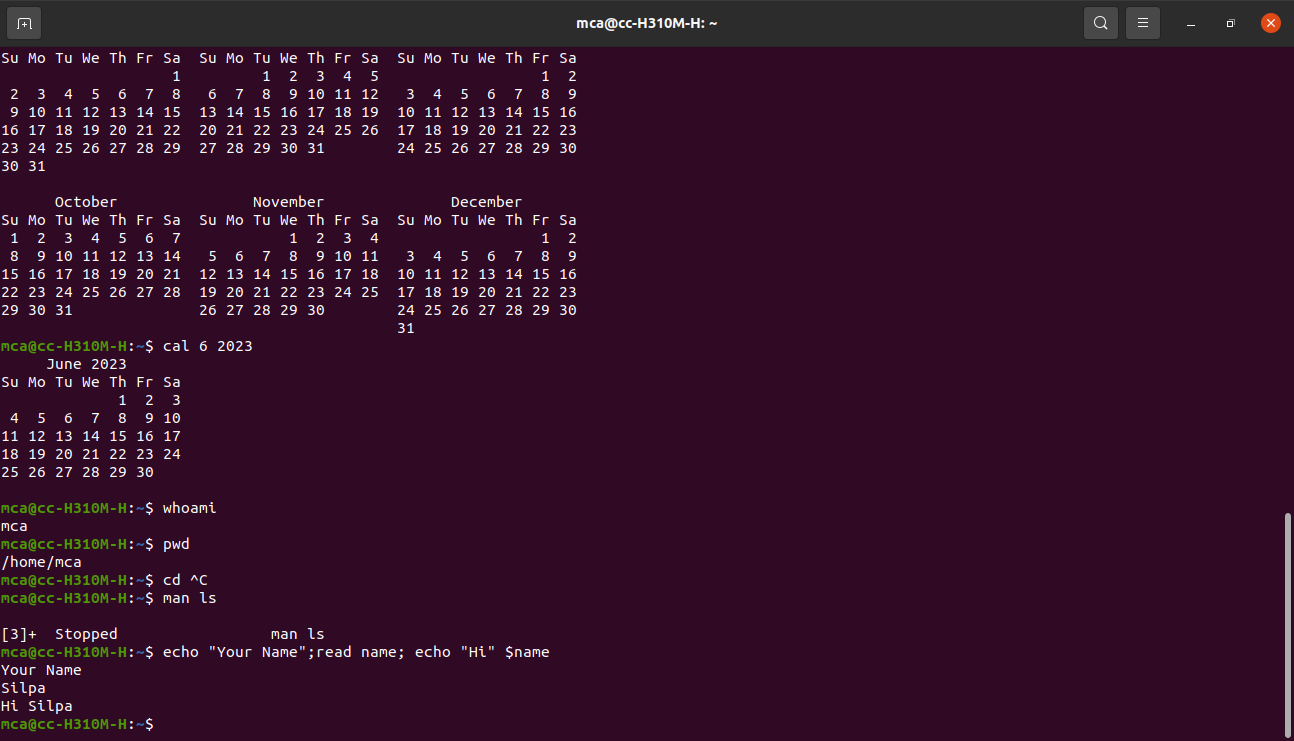 mca@cc-H310M-H: ~
Su Mo Tu We Th Fr Sa  Su Mo Tu We Th Fr Sa  Su Mo Tu We Th Fr Sa
                   1         1  2  3  4  5                  1  2
 2  3  4  5  6  7  8   6  7  8  9 10 11 12   3  4  5  6  7  8  9
 9 10 11 12 13 14 15  13 14 15 16 17 18 19  10 11 12 13 14 15 16
16 17 18 19 20 21 22  20 21 22 23 24 25 26  17 18 19 20 21 22 23
23 24 25 26 27 28 29  27 28 29 30 31        24 25 26 27 28 29 30
30 31
      October               November              December
Su Mo Tu We Th Fr Sa  Su Mo Tu We Th Fr Sa  Su Mo Tu We Th Fr Sa
 1  2  3  4  5  6  7            1  2  3  4                  1  2
 8  9 10 11 12 13 14   5  6  7  8  9 10 11   3  4  5  6  7  8  9
15 16 17 18 19 20 21  12 13 14 15 16 17 18  10 11 12 13 14 15 16
22 23 24 25 26 27 28  19 20 21 22 23 24 25  17 18 19 20 21 22 23
29 30 31              26 27 28 29 30        24 25 26 27 28 29 30
                                            31
mca@cc-H310M-H:~$ cal 6 2023
     June 2023
Su Mo Tu We Th Fr Sa
             1  2  3
 4  5  6  7  8  9 10
11 12 13 14 15 16 17
18 19 20 21 22 23 24
25 26 27 28 29 30
mca@cc-H310M-H:~$ whoami
mca
mca@cc-H310M-H:~$ pwd
/home/mca
mca@cc-H310M-H:~$ cd ^C
mca@cc-H310M-H:~$ man ls
[3]+  Stopped                 man ls
mca@cc-H310M-H:~$ echo "Your Name";read name; echo "Hi" $name
Your Name
Silpa
Hi Silpa
mca@cc-H310M-H:~$